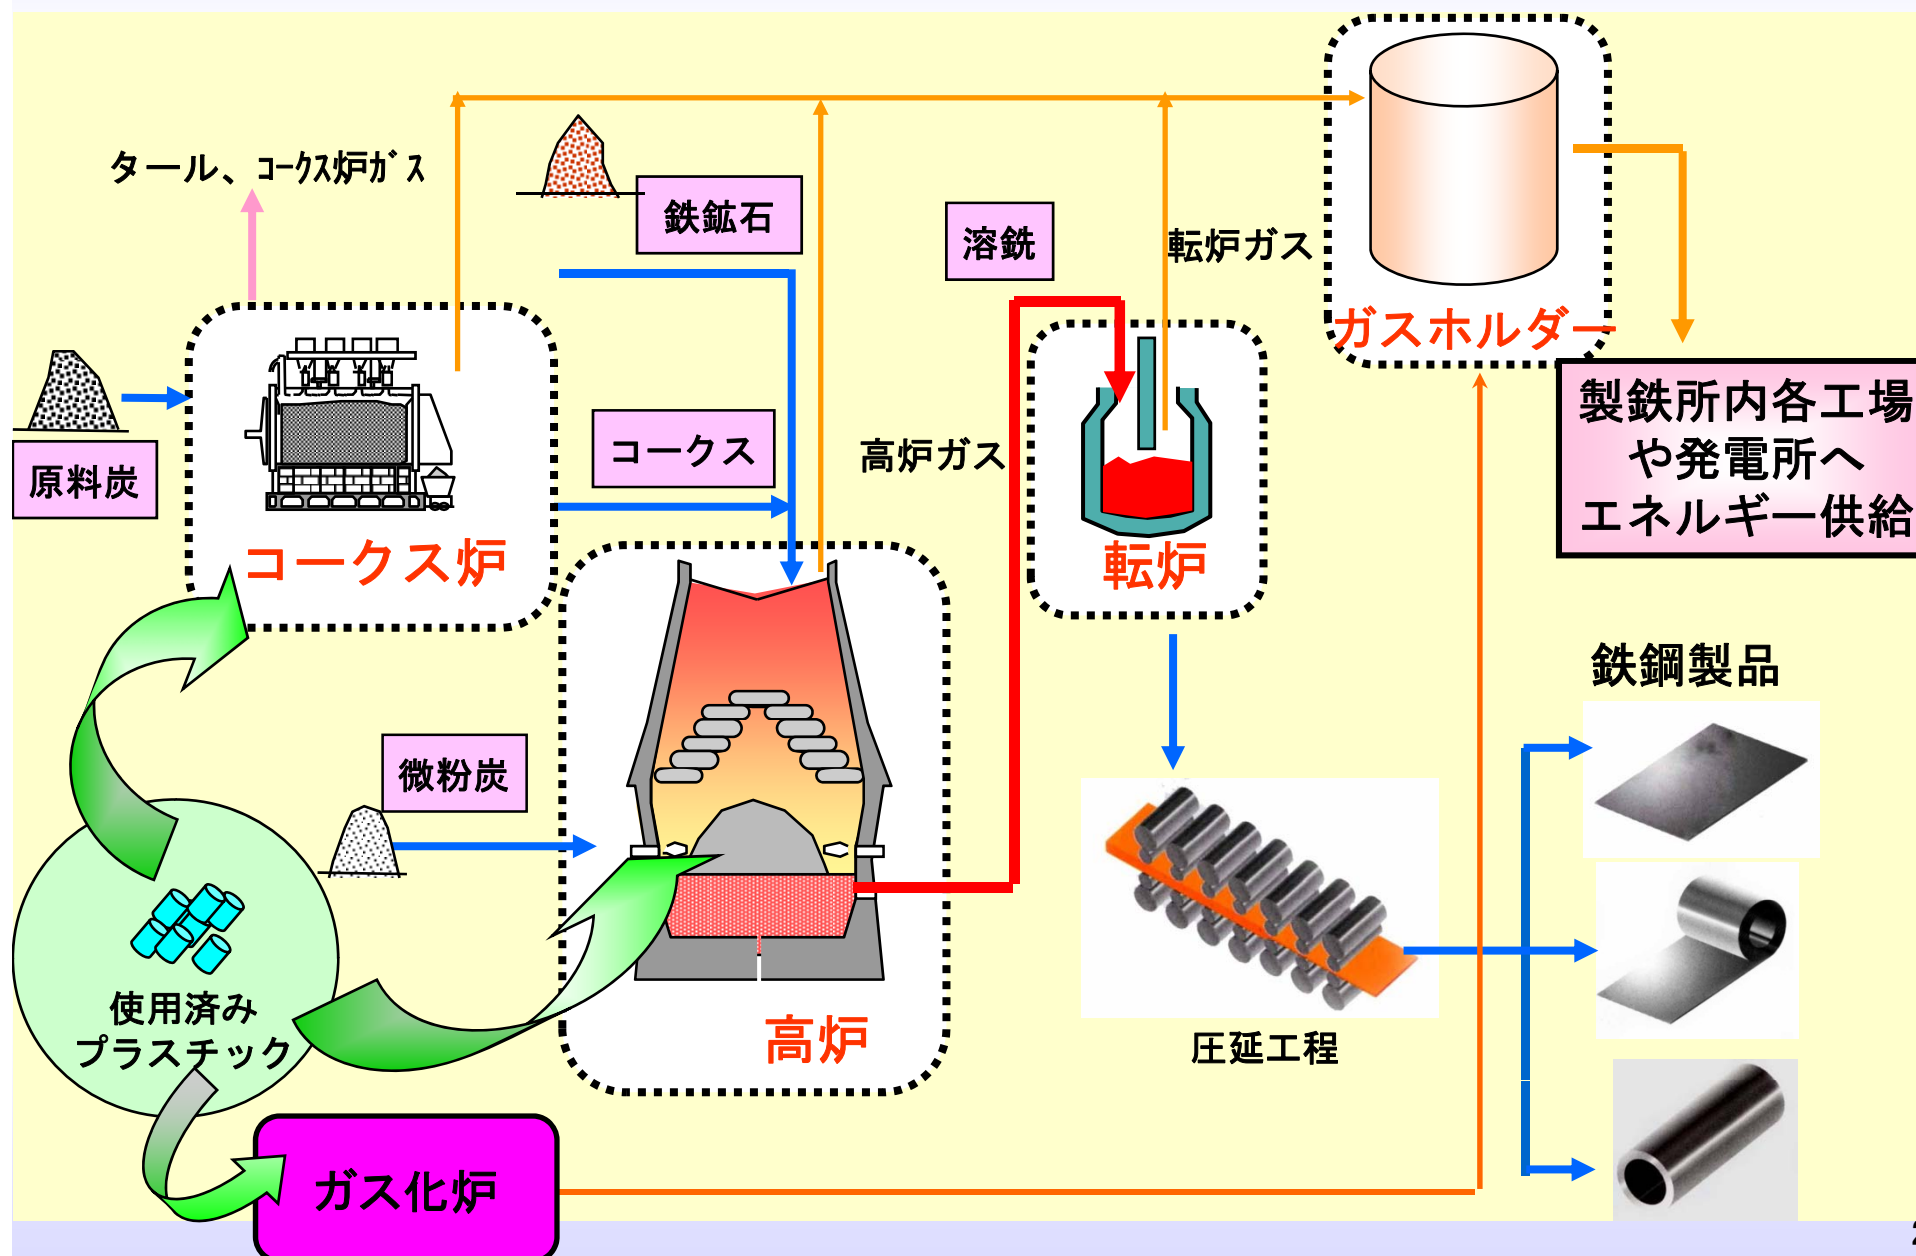 タール、コークス炉ガス
鉄鉱石
溶銑
転炉ガス
ガスホルダー
原料炭
コークス
高炉ガス
製鉄所内各工場
や発電所へ
エネルギー供給
コークス炉
転炉
鉄鋼製品
微粉炭
使用済み
プラスチック
高炉
圧延工程
ガス化炉